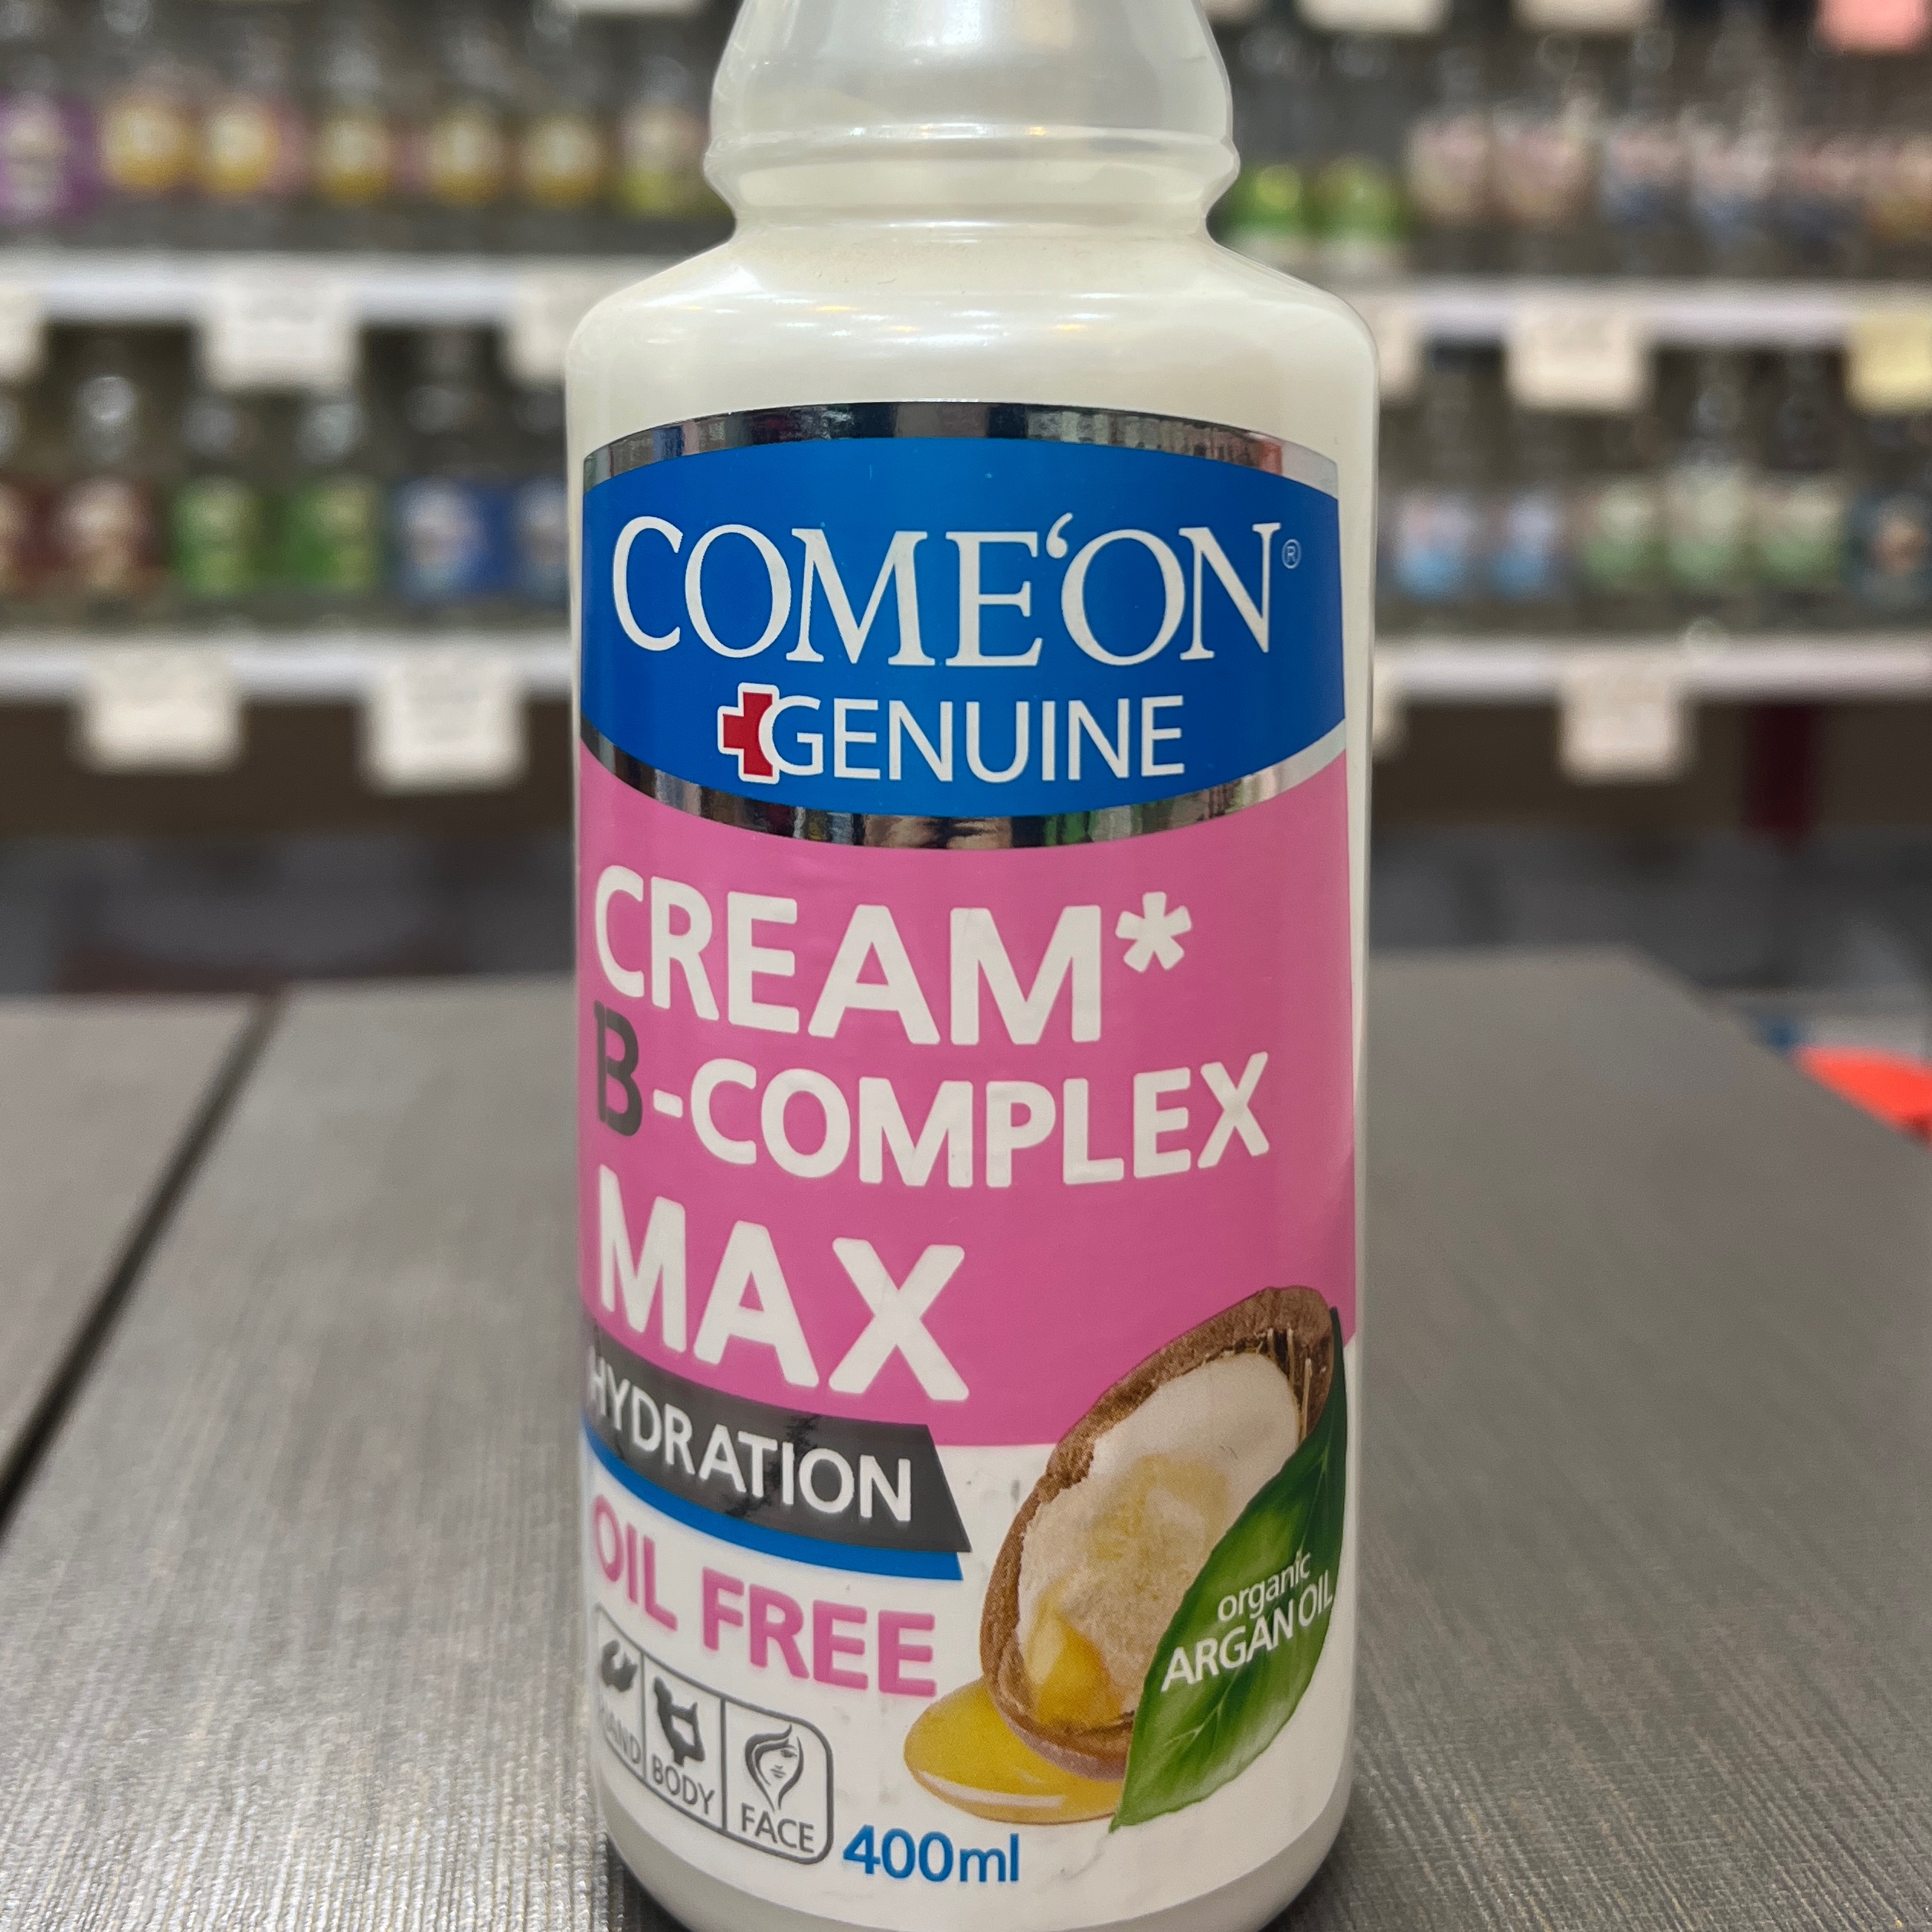 COME'ON®
GENUINE
CREAM*
B-COMPLEX
MAX
HYDRATION
OIL FREE
organic
ARGAN OIL
HAND
BODY
FACE
400ml